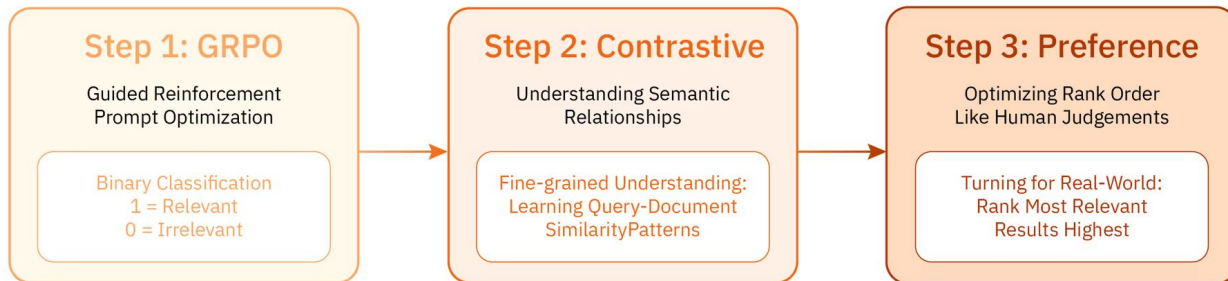 Step 1: GRPO
Guided Reinforcement
Prompt Optimization
Binary Classification
1 = Relevant
0 = Irrelevant
Step 2: Contrastive
Understanding Semantic
Relationships
Fine-grained Understanding:
Learning Query-Document
SimilarityPatterns
Step 3: Preference
Optimizing Rank Order
Like Human Judgements
Turning for Real-World:
Rank Most Relevant
Results Highest